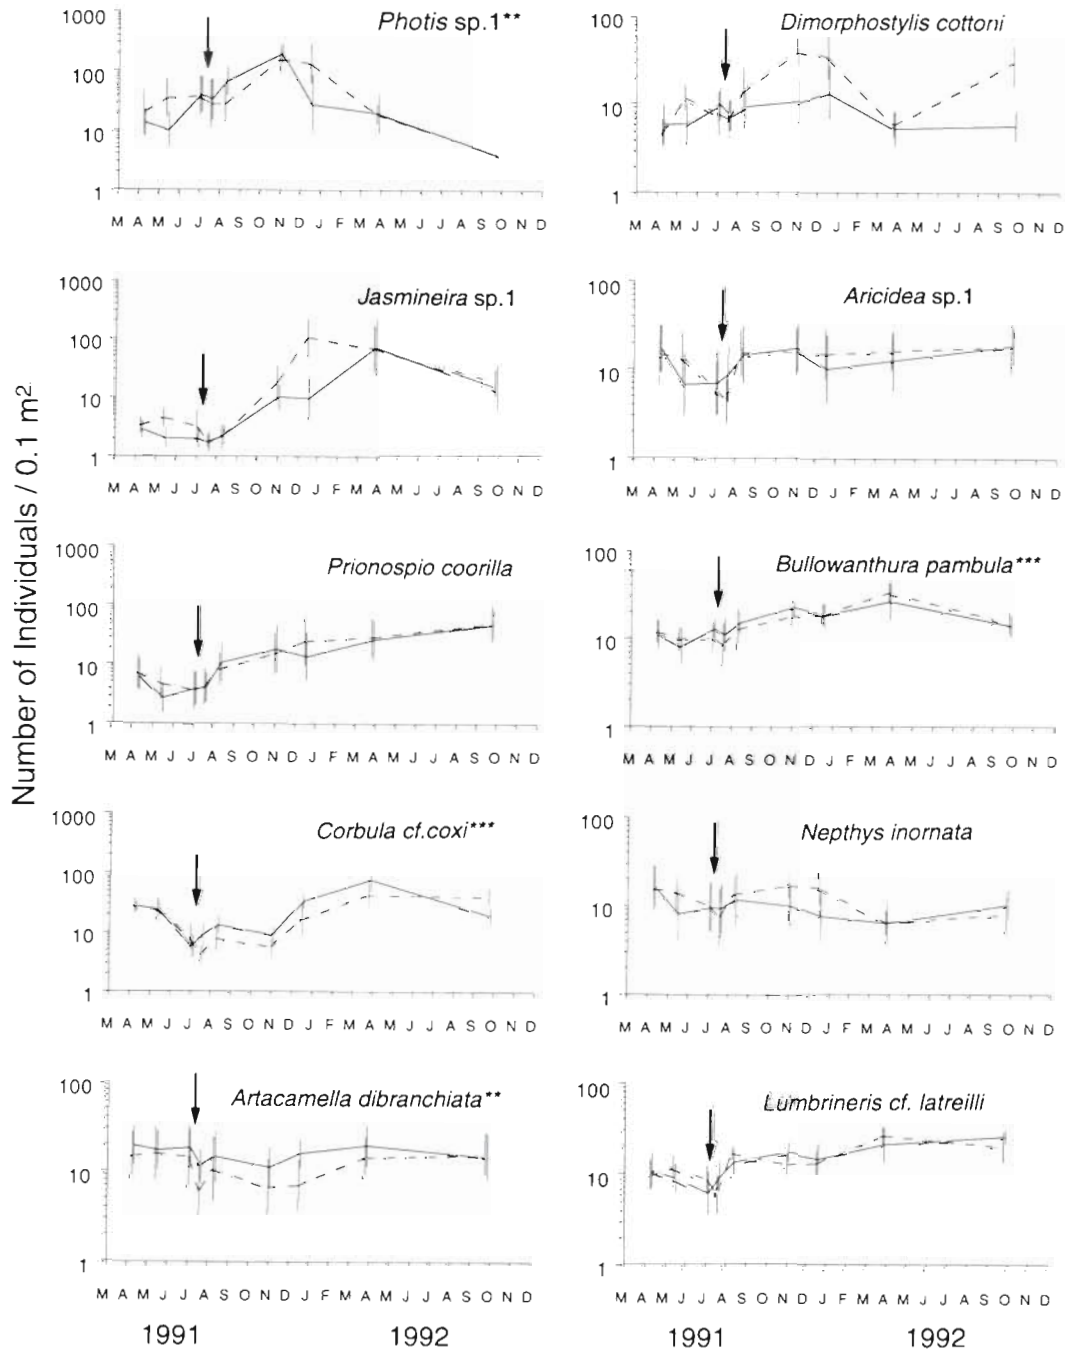 Number of Individuals / 0.1 m²
Photis sp.1**
1000
100
10
1
M A M J J A S O N D J F M A M J J A S O N D
Dimorphostylis cottoni
100
10
1
M A M J J A S O N D J F M A M J J A S O N D
Jasmineira sp.1
1000
100
10
1
M A M J J A S O N D J F M A M J J A S O N D
Aricidea sp.1
100
10
1
M A M J J A S O N D J F M A M J J A S O N D
Prionospio coorilla
1000
100
10
1
M A M J J A S O N D J F M A M J J A S O N D
Bullowanthura pambula***
100
10
1
M A M J J A S O N D J F M A M J J A S O N D
Corbula cf.coxi***
1000
100
10
1
M A M J J A S O N D J F M A M J J A S O N D
Nepthys inornata
100
10
1
M A M J J A S O N D J F M A M J J A S O N D
Artacamella dibranchiata**
100
10
1
M A M J J A S O N D J F M A M J J A S O N D
1991 1992
Lumbrineris cf. latreilli
100
10
1
M A M J J A S O N D J F M A M J J A S O N D
1991 1992